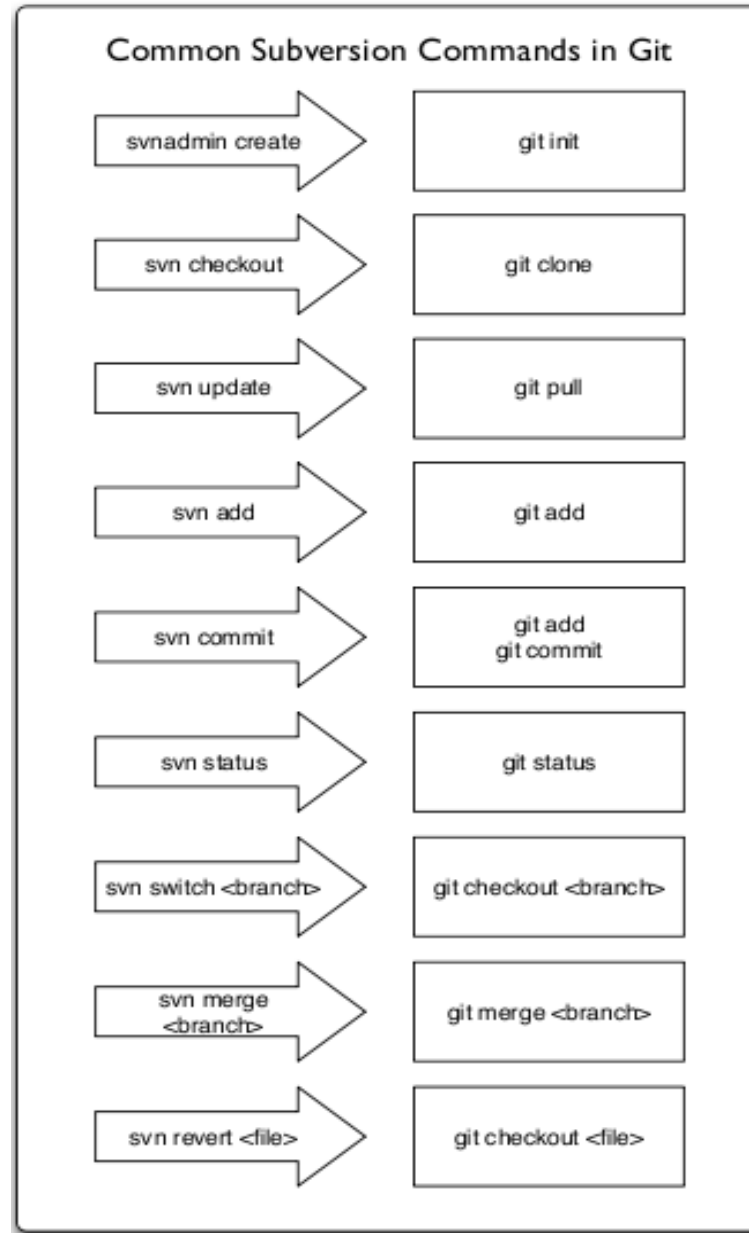 Common Subversion Commands in Git
svnadmin create
git init
svn checkout
git clone
svn update
git pull
svn add
git add
svn commit
git add
git commit
svn status
git status
svn switch <branch>
git checkout <branch>
svn merge
<branch>
git merge <branch>
svn revert <file>
git checkout <file>